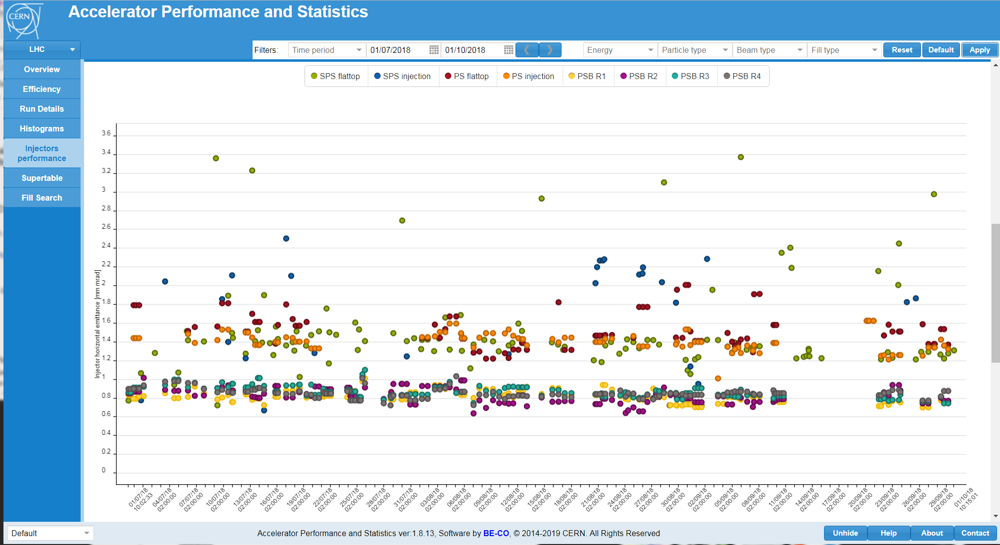 CERN
Accelerator Performance and Statistics
LHC
Filters:
Time period
01/07/2018
01/10/2018
Energy
Particle type
Beam type
Fill type
Reset
Default
Apply
Overview
Efficiency
Run Details
Histograms
Injectors
performance
Supertable
Fill Search
SPS flattop
SPS injection
PS flattop
PS injection
PSB R1
PSB R2
PSB R3
PSB R4
Injector horizontal emittance [mm mrad]
3.6
3.4
3.2
3
2.8
2.6
2.4
2.2
2
1.8
1.6
1.4
1.2
1
0.8
0.6
0.4
0.2
0
01/07/18
10:02:33
04/07/18
02:00:00
07/07/18
02:00:00
10/07/18
02:00:00
13/07/18
02:00:00
16/07/18
02:00:00
19/07/18
02:00:00
22/07/18
02:00:00
25/07/18
02:00:00
28/07/18
02:00:00
31/07/18
02:00:00
03/08/18
02:00:00
06/08/18
02:00:00
09/08/18
02:00:00
12/08/18
02:00:00
15/08/18
02:00:00
18/08/18
02:00:00
21/08/18
02:00:00
24/08/18
02:00:00
27/08/18
02:00:00
30/08/18
02:00:00
02/09/18
02:00:00
05/09/18
02:00:00
08/09/18
02:00:00
11/09/18
02:00:00
14/09/18
02:00:00
17/09/18
02:00:00
20/09/18
02:00:00
23/09/18
02:00:00
26/09/18
02:00:00
29/09/18
02:00:00
01/10/18
10:15:01
Default
Accelerator Performance and Statistics ver:1.8.13, Software by BE-CO, © 2014-2019 CERN. All Rights Reserved
Unhide
Help
About
Contact